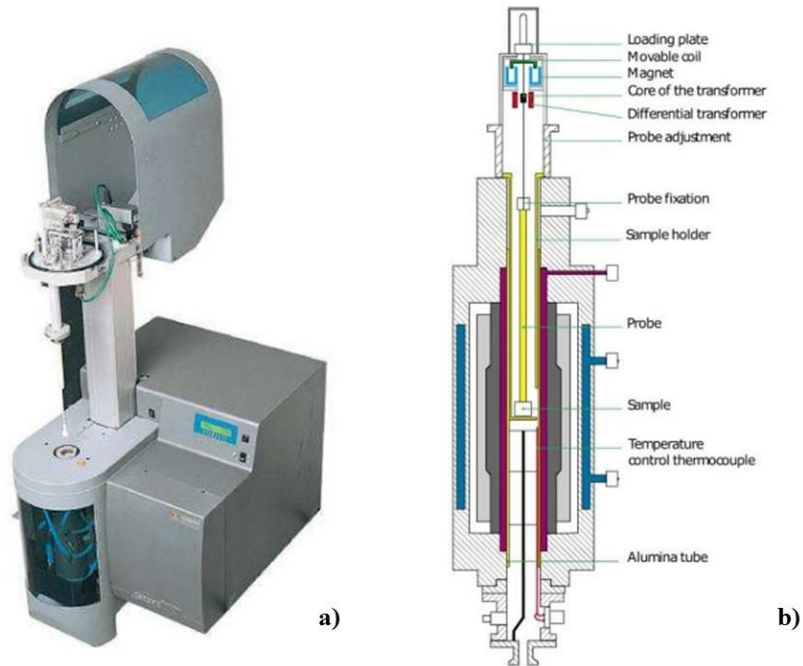 Loading plate
Movable coil
Magnet
Core of the transformer
Differential transformer
Probe adjustment
Probe fixation
Sample holder
Probe
Sample
Temperature
control thermocouple
Alumina tube
a)
b)